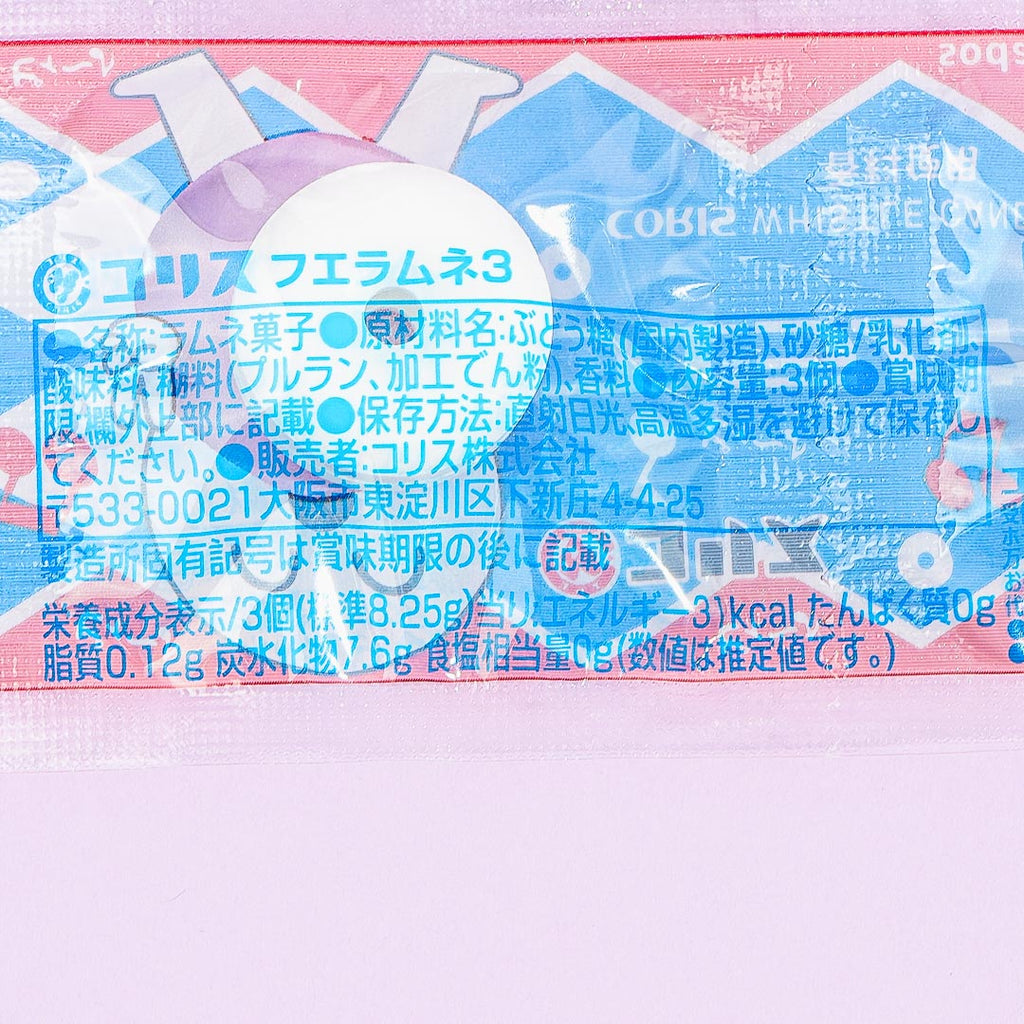 コリス フエラムネ3
●名称:ラムネ菓子●原材料名:ぶどう糖(国内製造)、砂糖/乳化剤、
酸味料、糊料(プルラン、加工でん粉)、香料●内容量:3個●賞味期
限:欄外上部に記載●保存方法:直射日光、高温多湿を避けて保存し
てください。●販売者:コリス株式会社
〒533-0021大阪市東淀川区下新庄4-4-25
製造所固有記号は賞味期限の後に記載
栄養成分表示/3個(標準8.25g)当り エネルギー31kcal たんぱく質0g
脂質0.12g 炭水化物7.6g 食塩相当量0g(数値は推定値です。)
CORIS WHISTLE
コリス